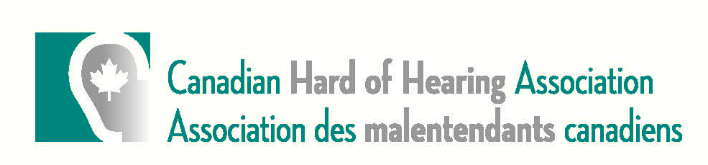 Canadian Hard of Hearing Association
Association des malentendants canadiens